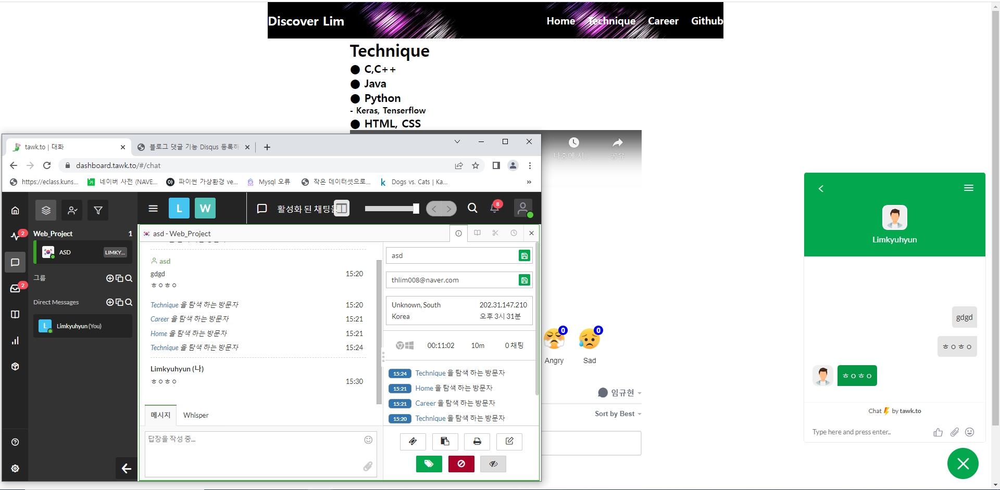 Discover Lim
Home Technique Career Github
Technique
● C,C++
● Java
● Python
- Keras, Tenserflow
● HTML, CSS
나중에 시...
공유
tawk.to | 대화
블로그 댓글 기능 Disqus 등록하
dashboard.tawk.to/#/chat
https://eclass.kuns...
네이버 사전 (NAVE...
파이썬 가상환경 ve...
Mysql 오류
작은 데이터셋으로...
Dogs vs. Cats | Ka...
»
L
W
활성화 된 채팅들
8
2
2
Web_Project 1
ASD
LIMKY...
그룹
Direct Messages
L
Limkyuhyun (You)
asd - Web_Project
asd
gdgd 15:20
ㅎㅇㅎㅇ
Technique 을 탐색 하는 방문자 15:20
Career 을 탐색 하는 방문자 15:21
Home 을 탐색 하는 방문자 15:21
Technique 을 탐색 하는 방문자 15:24
Limkyuhyun (나)
ㅎㅇㅎㅇ 15:30
메시지
Whisper
답장을 작성 중...
asd
thlim008@naver.com
Unknown, South Korea
202.31.147.210
오후 3시 31분
00:11:02
10m
0 채팅
15:24 Technique 을 탐색 하는 방문자
15:21 Home 을 탐색 하는 방문자
15:21 Career 을 탐색 하는 방문자
15:20 Technique 을 탐색 하는 방문자
0
0
Angry
Sad
임규현
Sort by Best
Limkyuhyun
gdgd
ㅎㅇㅎㅇ
ㅎㅇㅎㅇ
Chat by tawk.to
Type here and press enter..